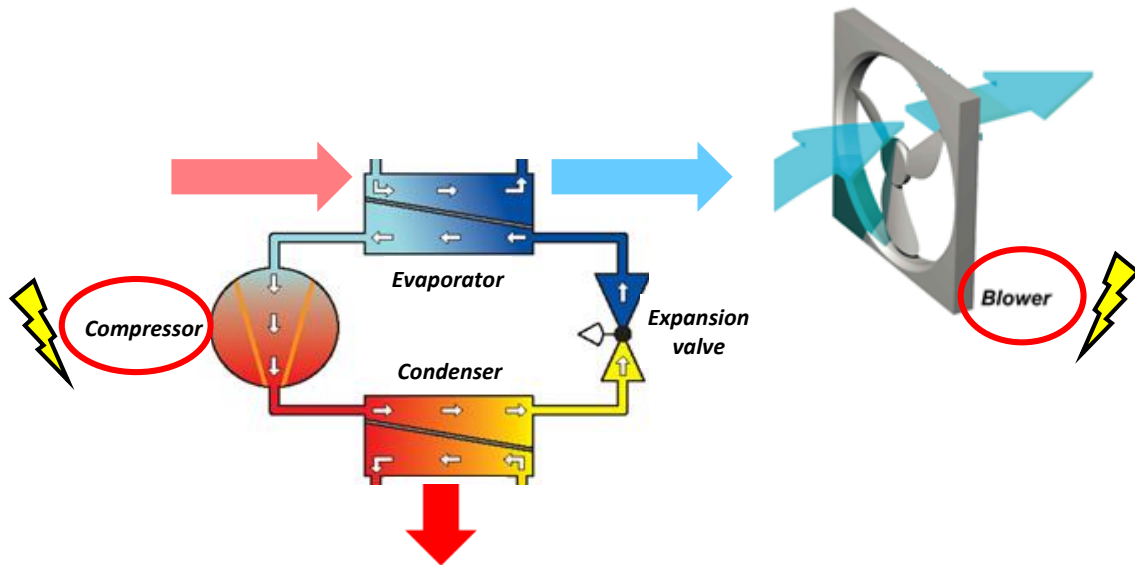 Evaporator
Compressor
Expansion
valve
Condenser
Blower